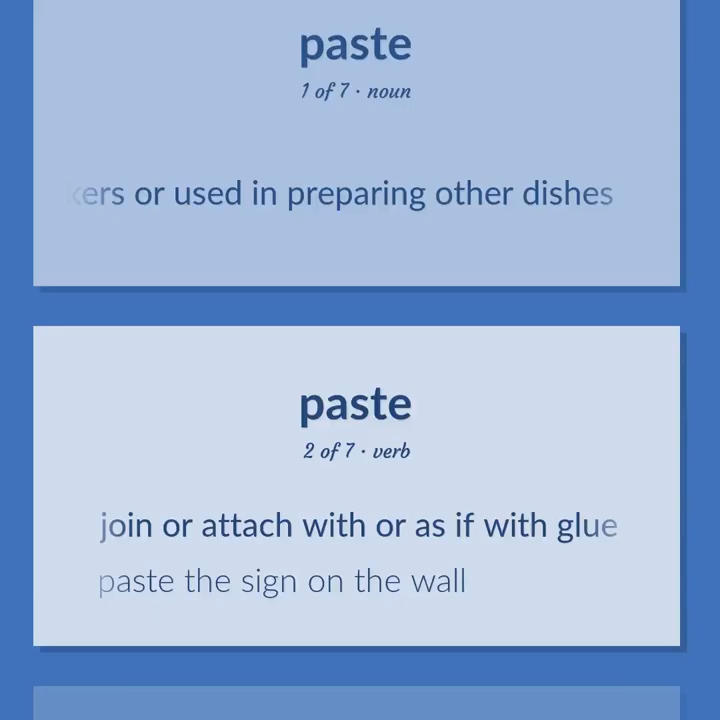 paste
1 of 7 · noun
or used in preparing other dishes
paste
2 of 7 · verb
join or attach with or as if with glue
paste the sign on the wall